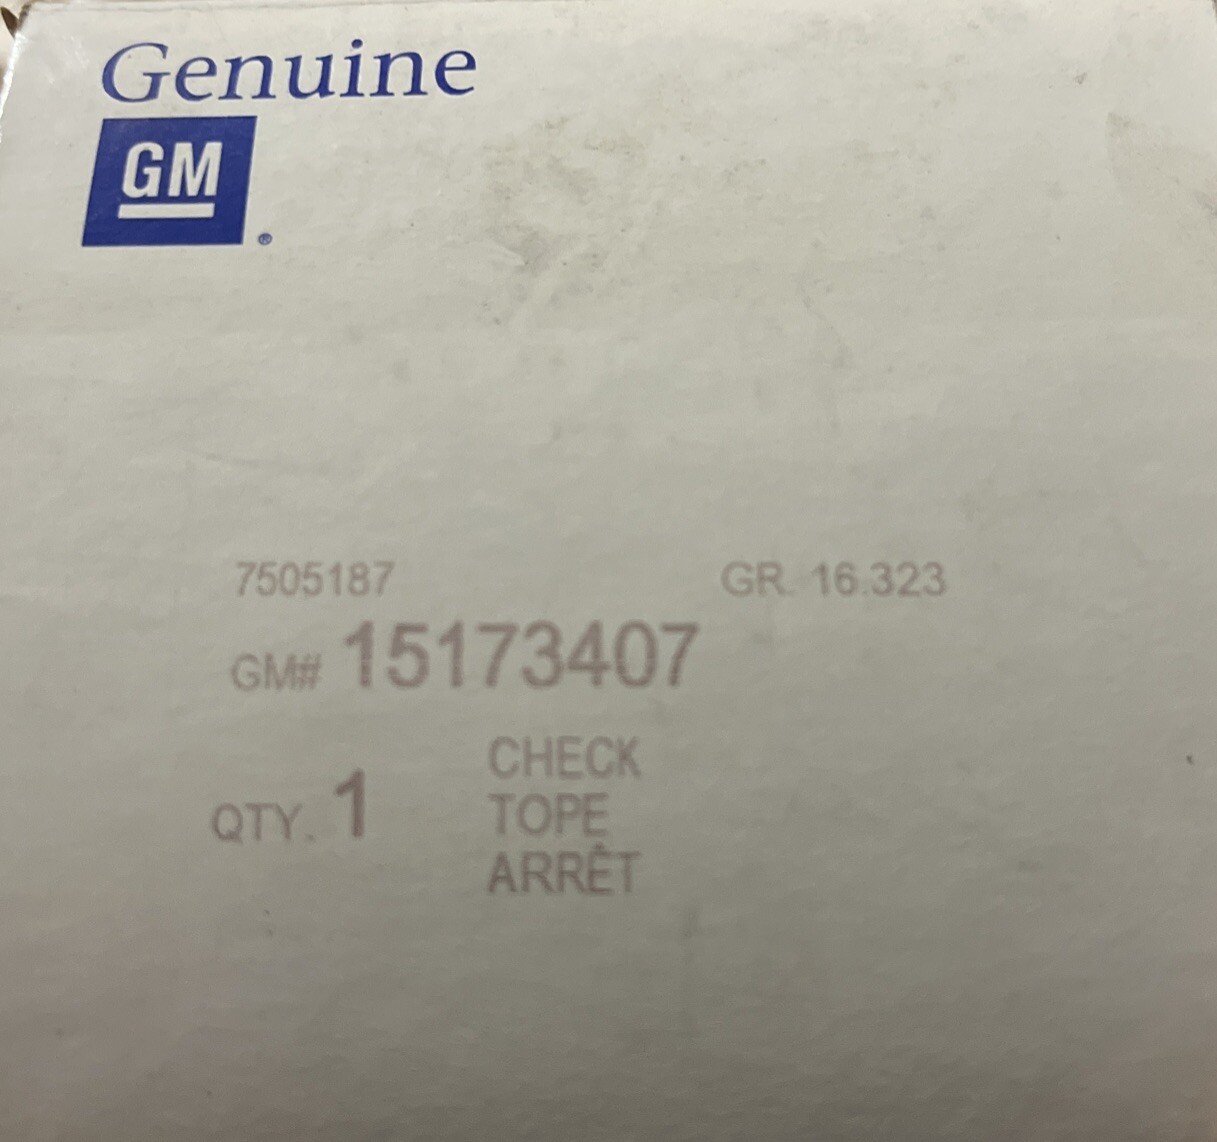 Genuine
GM
®
7505187 GR. 16.323
GM# 15173407
QTY. 1
CHECK
TOPE
ARRÊT